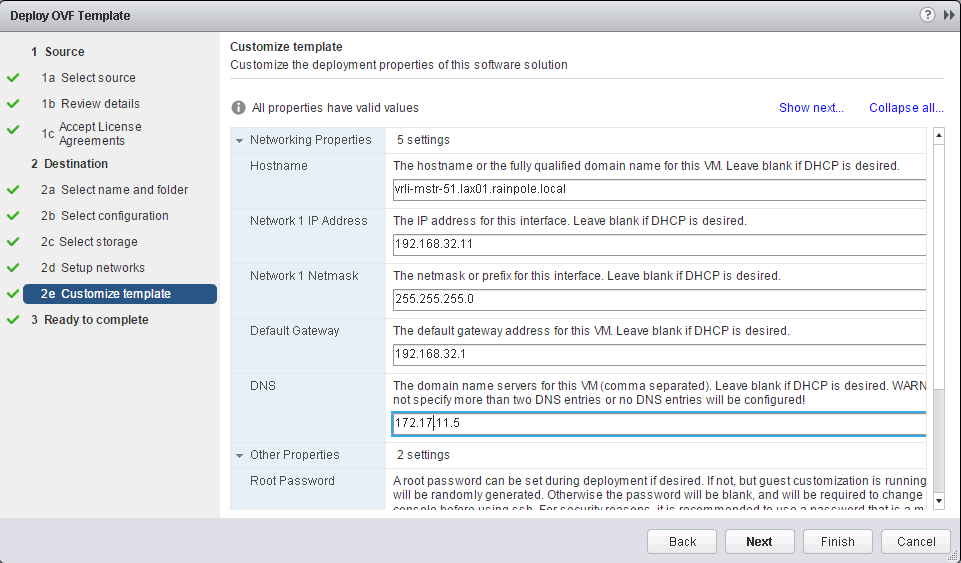 Deploy OVF Template
?
1 Source
1a Select source
1b Review details
1c Accept License
Agreements
2 Destination
2a Select name and folder
2b Select configuration
2c Select storage
2d Setup networks
2e Customize template
3 Ready to complete
Customize template
Customize the deployment properties of this software solution
All properties have valid values
Show next...
Collapse all...
Networking Properties
5 settings
Hostname
The hostname or the fully qualified domain name for this VM. Leave blank if DHCP is desired.
vrli-mstr-51.lax01.rainpole.local
Network 1 IP Address
The IP address for this interface. Leave blank if DHCP is desired.
192.168.32.11
Network 1 Netmask
The netmask or prefix for this interface. Leave blank if DHCP is desired.
255.255.255.0
Default Gateway
The default gateway address for this VM. Leave blank if DHCP is desired.
192.168.32.1
DNS
The domain name servers for this VM (comma separated). Leave blank if DHCP is desired. WARN
not specify more than two DNS entries or no DNS entries will be configured!
172.17.11.5
Other Properties
2 settings
Root Password
A root password can be set during deployment if desired. If not, but guest customization is running
will be randomly generated. Otherwise the password will be blank, and will be required to change
console before using ssh. For security reasons, it is recommended to use a password that is a m
Back
Next
Finish
Cancel